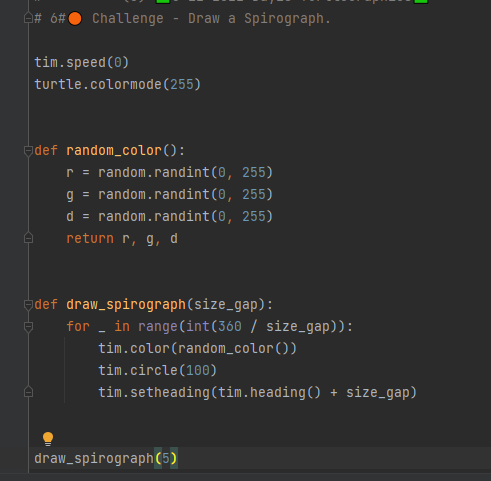 # 6# Challenge - Draw a Spirograph.
tim.speed(0)
turtle.colormode(255)
def random_color():
    r = random.randint(0, 255)
    g = random.randint(0, 255)
    d = random.randint(0, 255)
    return r, g, d
def draw_spirograph(size_gap):
    for _ in range(int(360 / size_gap)):
        tim.color(random_color())
        tim.circle(100)
        tim.setheading(tim.heading() + size_gap)
draw_spirograph(5)